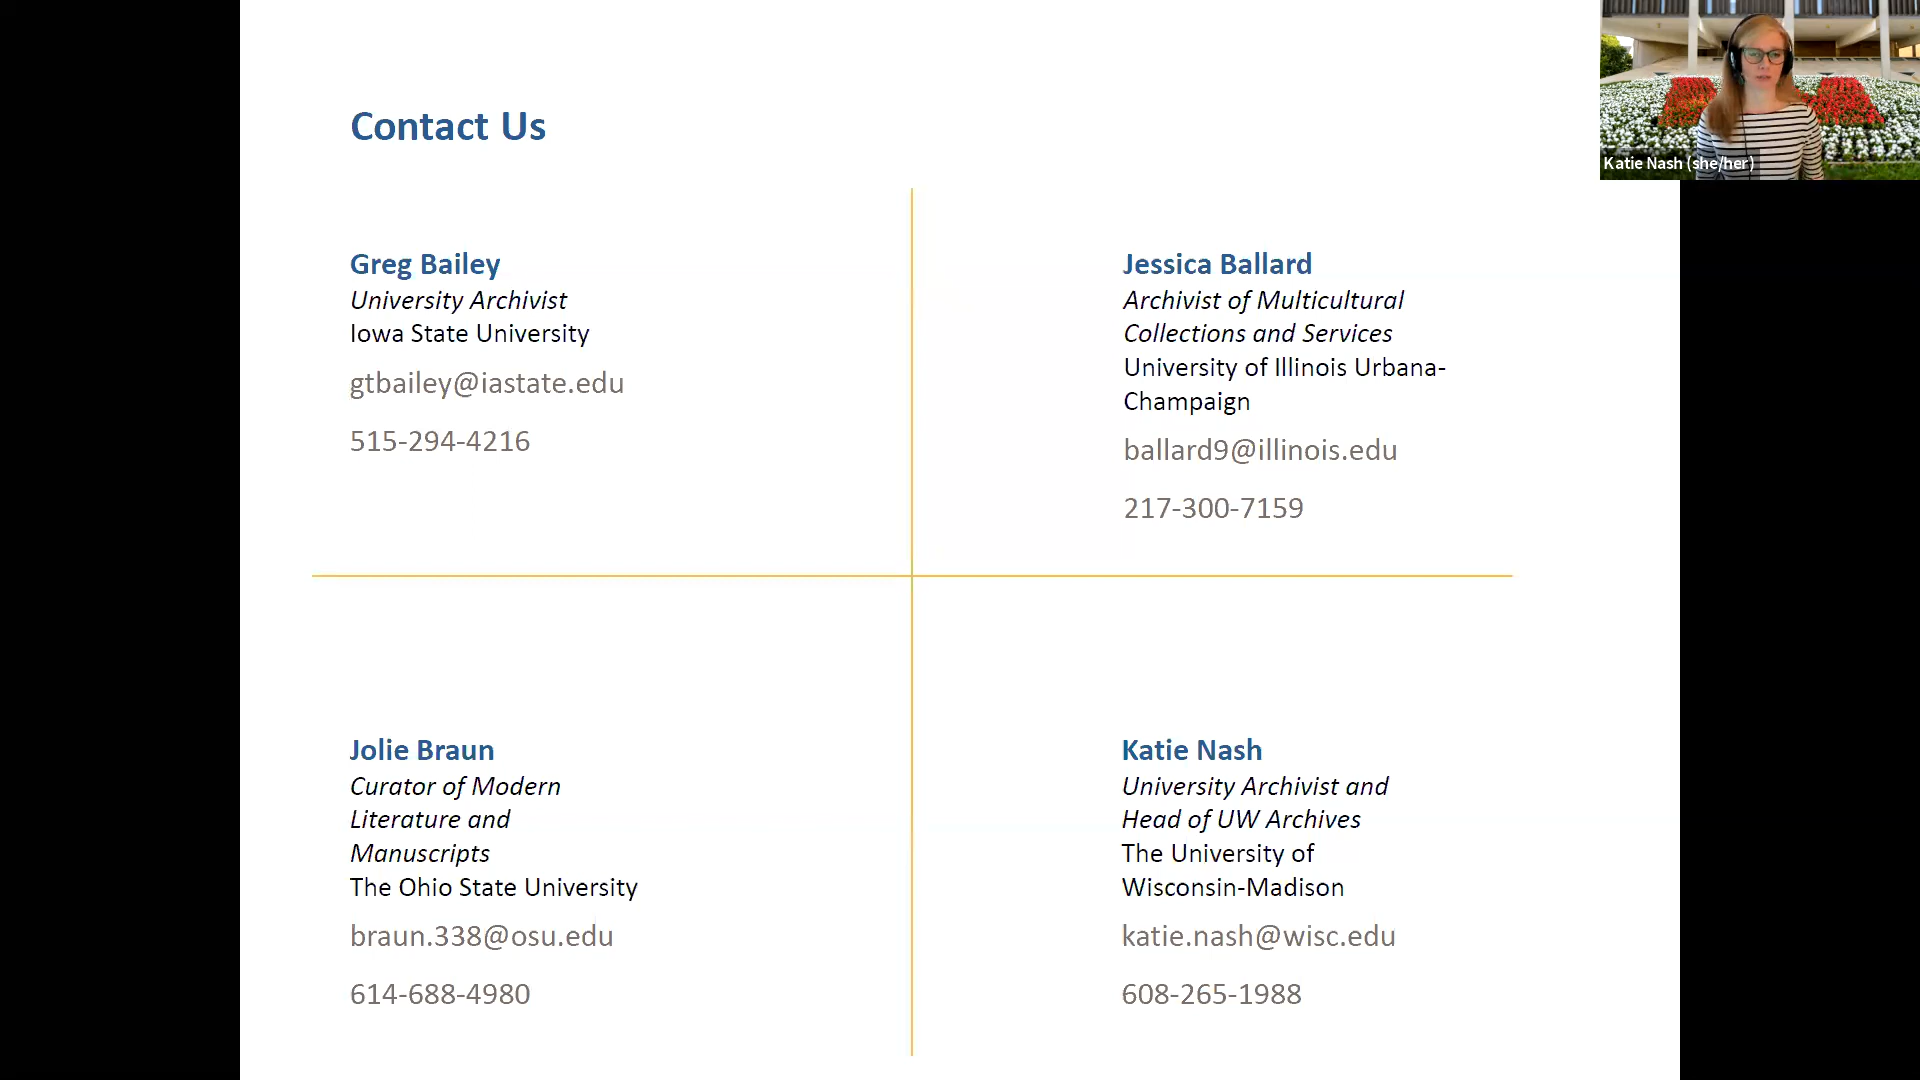 Contact Us
Katie Nash (she/her)
Greg Bailey
University Archivist
Iowa State University
gtbailey@iastate.edu
515-294-4216
Jessica Ballard
Archivist of Multicultural
Collections and Services
University of Illinois Urbana-
Champaign
ballard9@illinois.edu
217-300-7159
Jolie Braun
Curator of Modern
Literature and
Manuscripts
The Ohio State University
braun.338@osu.edu
614-688-4980
Katie Nash
University Archivist and
Head of UW Archives
The University of
Wisconsin-Madison
katie.nash@wisc.edu
608-265-1988